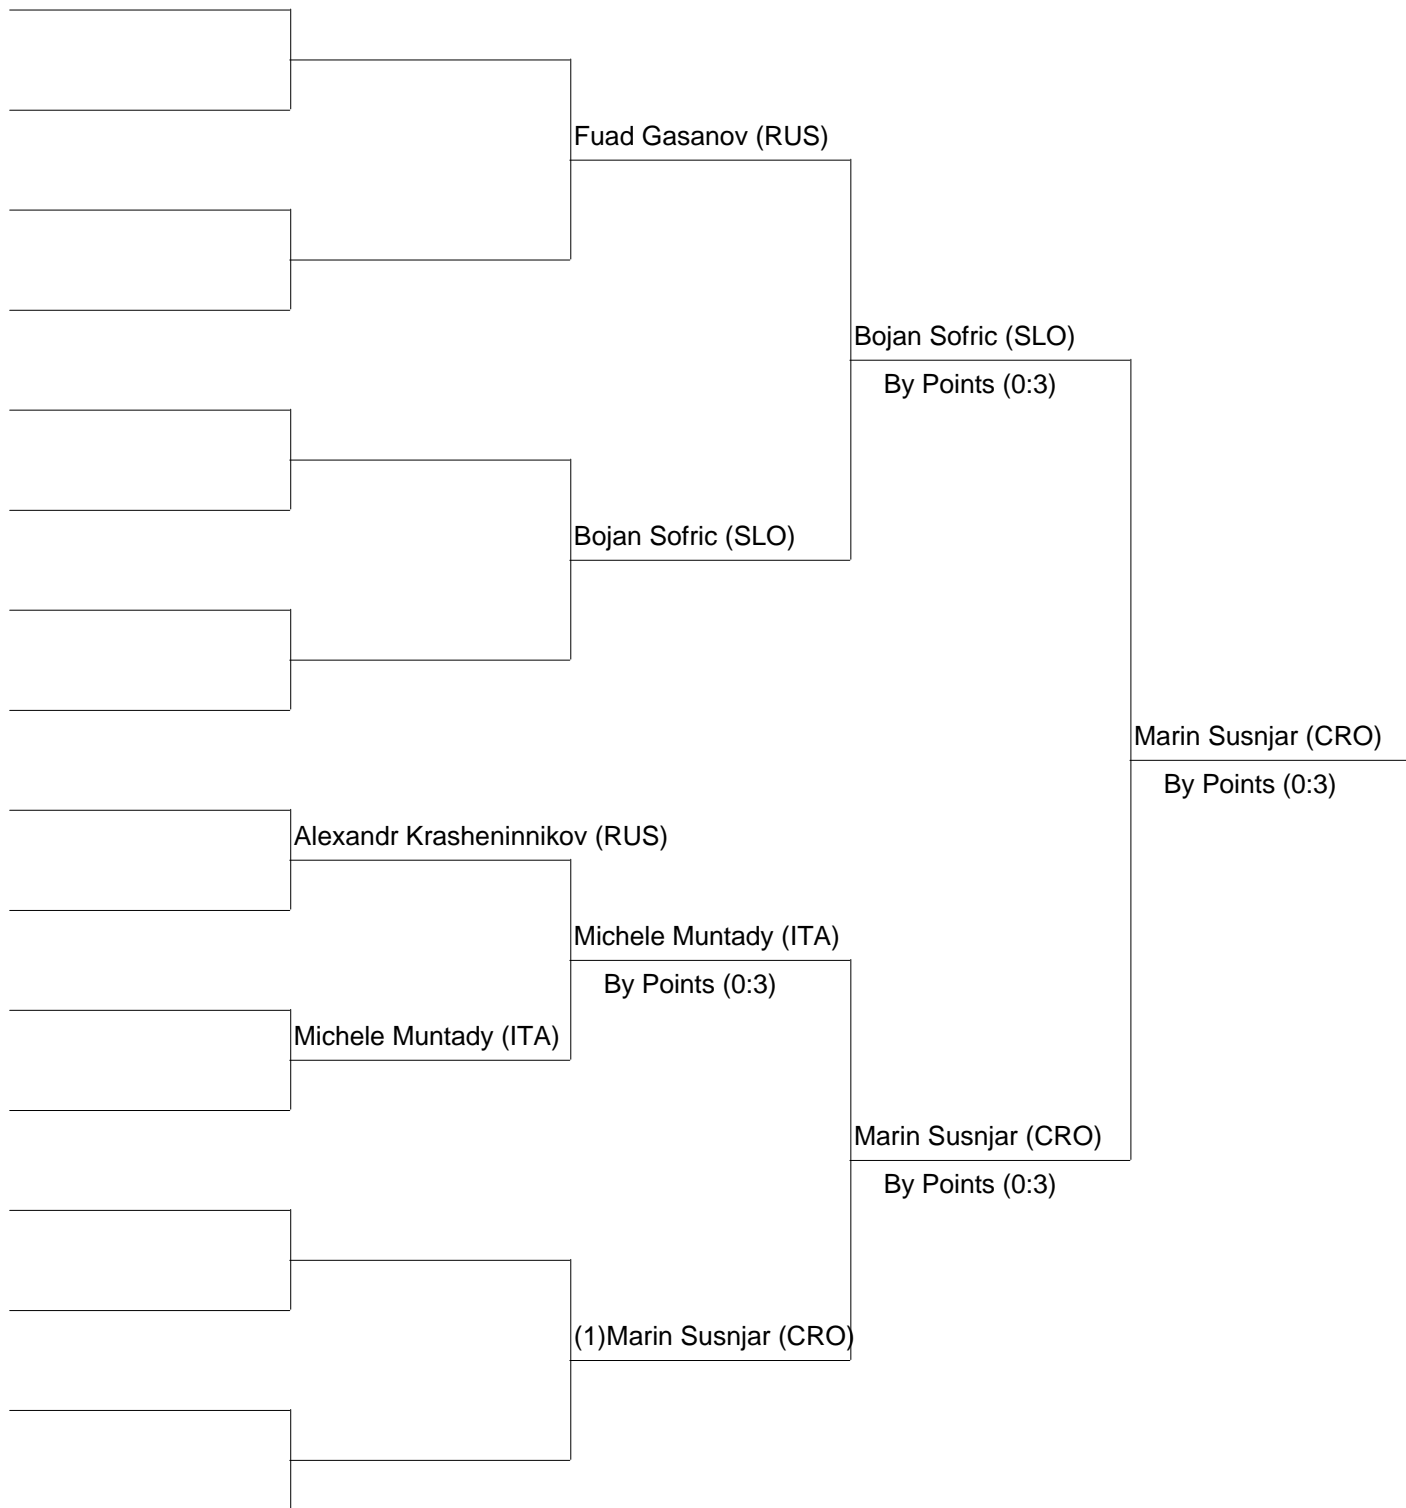 Fuad Gasanov (RUS)
Bojan Sofric (SLO)
By Points (0:3)
Bojan Sofric (SLO)
Marin Susnjar (CRO)
By Points (0:3)
Alexandr Krasheninnikov (RUS)
Michele Muntady (ITA)
By Points (0:3)
Michele Muntady (ITA)
Marin Susnjar (CRO)
By Points (0:3)
(1)Marin Susnjar (CRO)